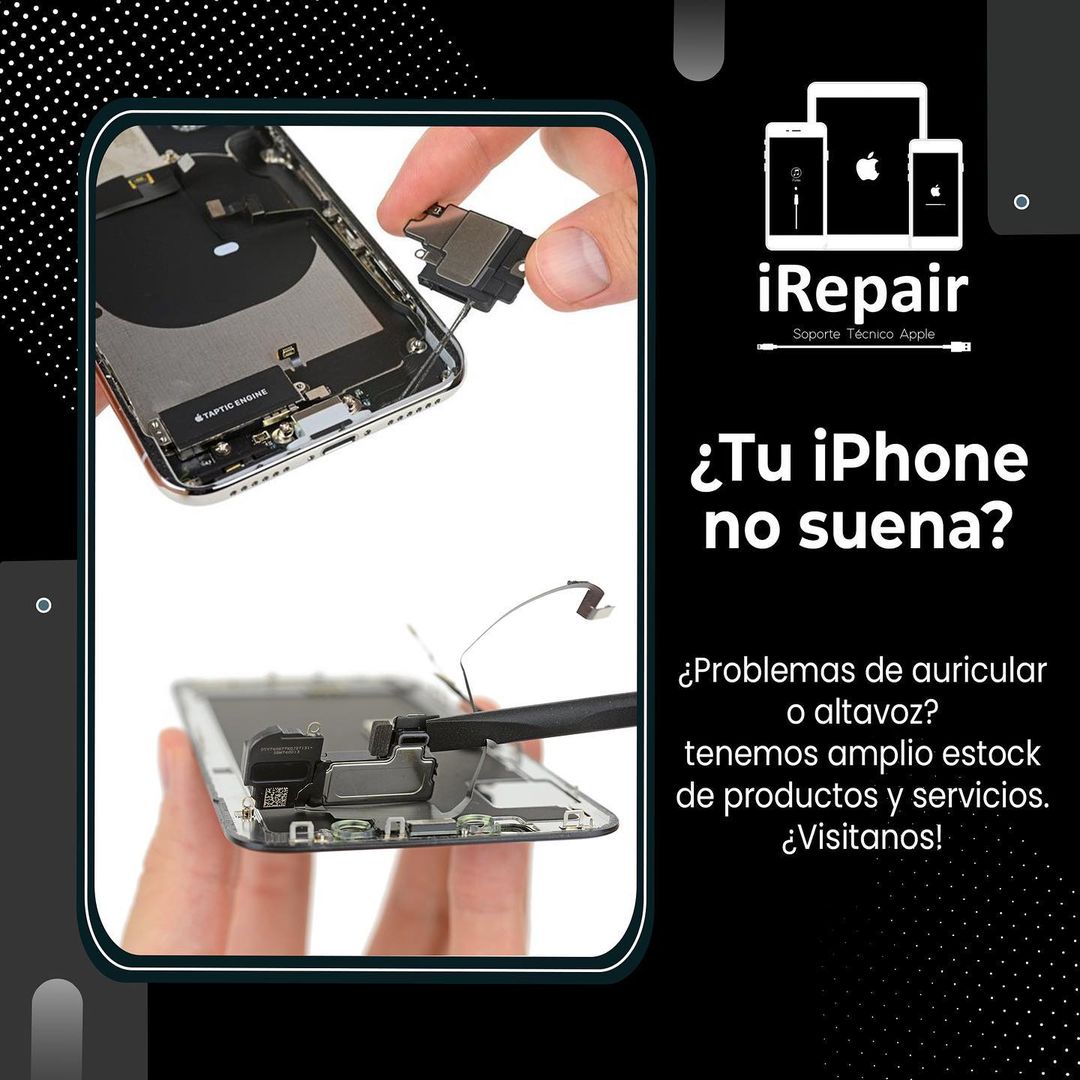 iRepair
Soporte Técnico Apple
¿Tu iPhone
no suena?
¿Problemas de auricular
o altavoz?
tenemos amplio estock
de productos y servicios.
¿Visitanos!
TAPTIC ENGINE